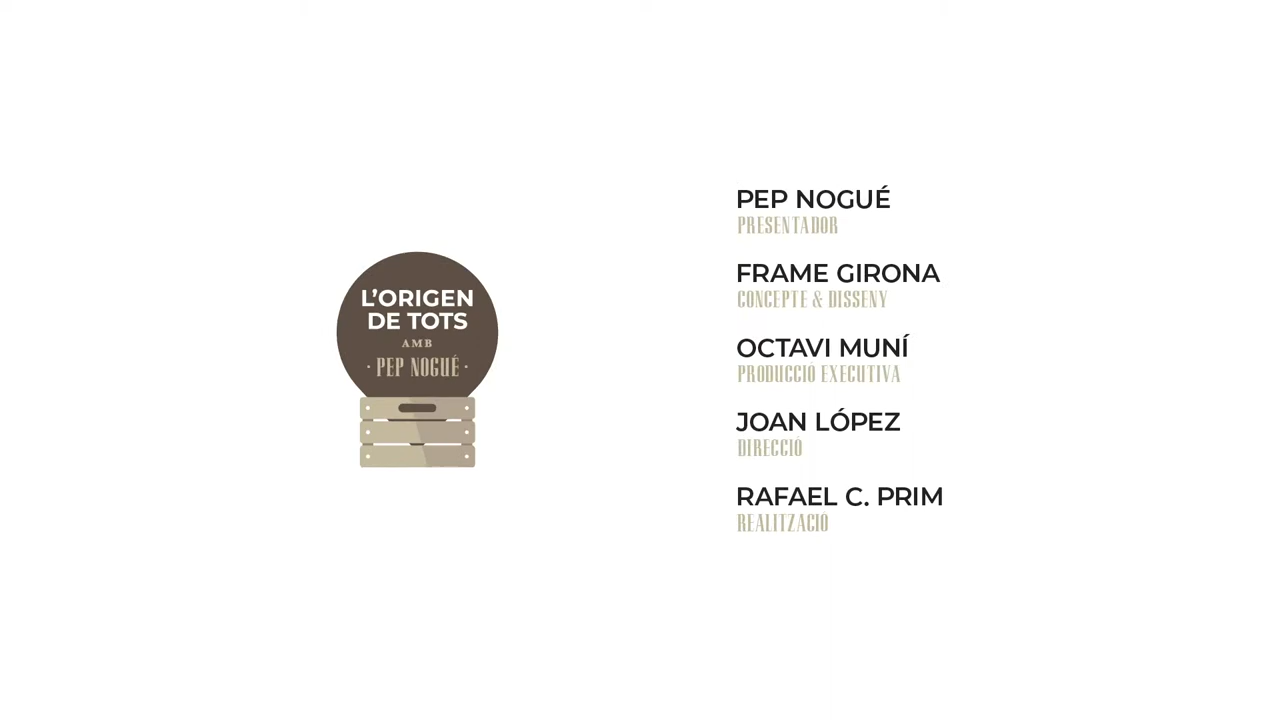 L'ORIGEN
DE TOTS
AMB
· PEP NOGUÉ ·
PEP NOGUÉ
PRESENTADOR
FRAME GIRONA
CONCEPTE & DISSENY
OCTAVI MUNÍ
PRODUCCIÓ EXECUTIVA
JOAN LÓPEZ
DIRECCIÓ
RAFAEL C. PRIM
REALITZACIÓ